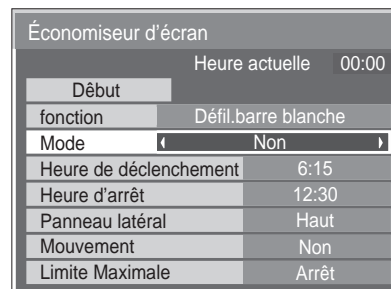 Économiseur d'écran
Heure actuelle 00:00
Dêbut
fonction Défil.barre blanche
Mode Non
Heure de déclenchement 6:15
Heure d'arrêt 12:30
Panneau latéral Haut
Mouvement Non
Limite Maximale Arrêt